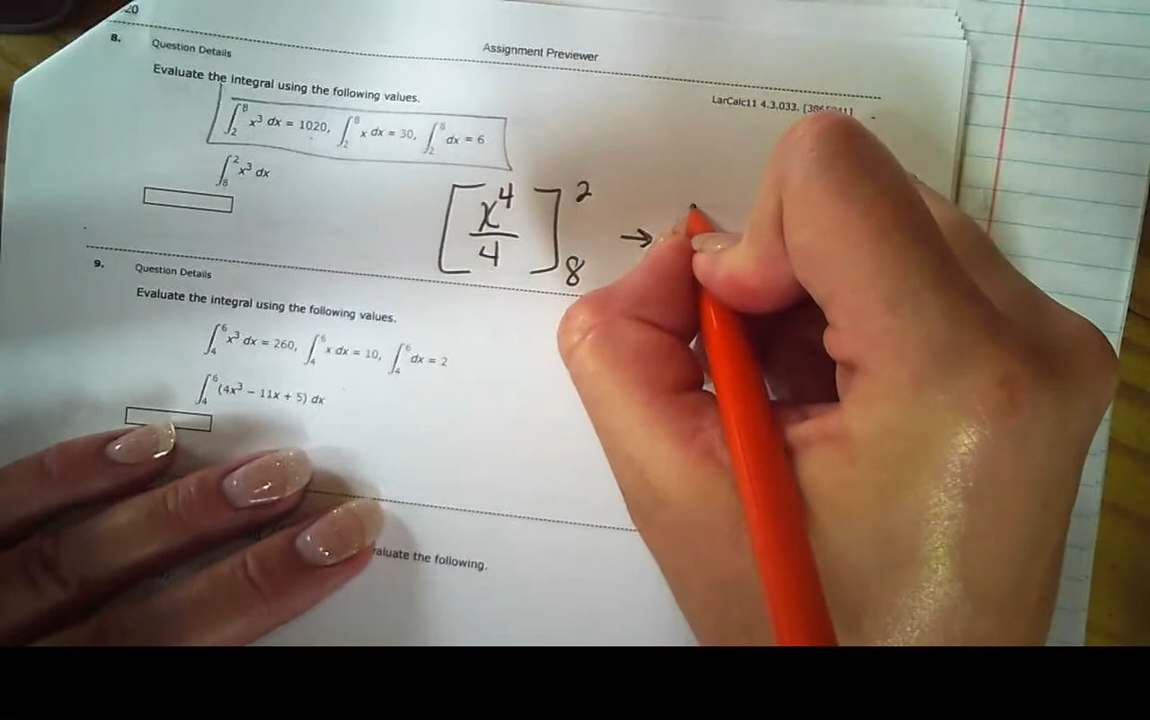 20
Assignment Previewer
8. Question Details
LarCalc11 4.3.033.
Evaluate the integral using the following values.
∫₂⁸ x³ dx = 1020, ∫₂⁸ x dx = 30, ∫₂⁸ dx = 6
∫₈² x³ dx
[x⁴/4]₈² →
9. Question Details
Evaluate the integral using the following values.
∫₄⁶ x³ dx = 260, ∫₄⁶ x dx = 10, ∫₄⁶ dx = 2
∫₄⁶ (4x³ − 11x + 5) dx
the following.